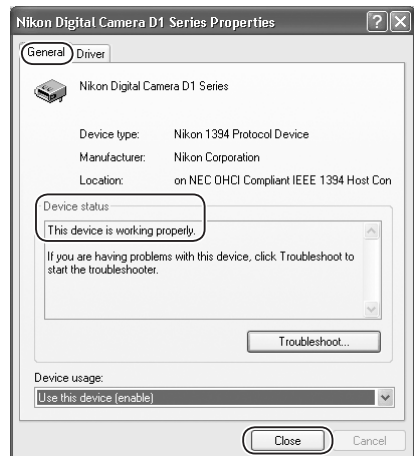 Nikon Digital Camera D1 Series Properties
General Driver
Nikon Digital Camera D1 Series
Device type: Nikon 1394 Protocol Device
Manufacturer: Nikon Corporation
Location: on NEC OHCI Compliant IEEE 1394 Host Con
Device status
This device is working properly.
If you are having problems with this device, click Troubleshoot to
start the troubleshooter.
Troubleshoot...
Device usage:
Use this device (enable)
Close Cancel